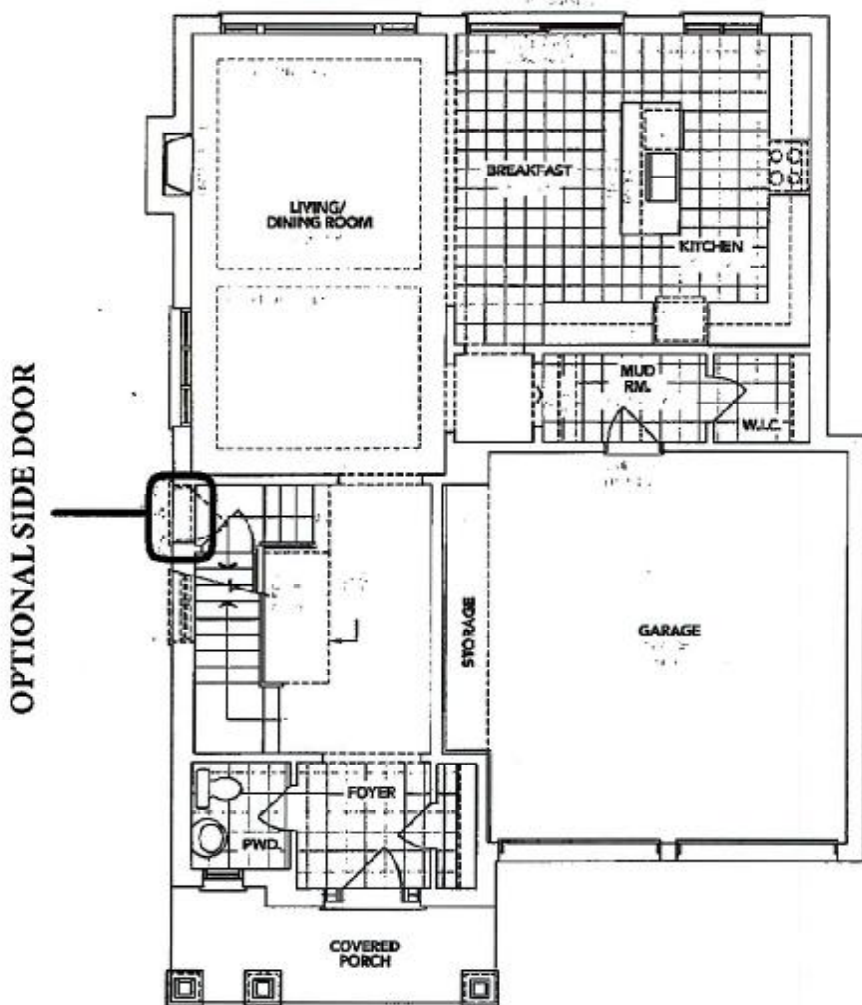 BREAKFAST
LIVING/
DINING ROOM
KITCHEN
MUD
RM.
W.I.C.
OPTIONAL SIDE DOOR
STORAGE
GARAGE
FOYER
PWD.
COVERED
PORCH